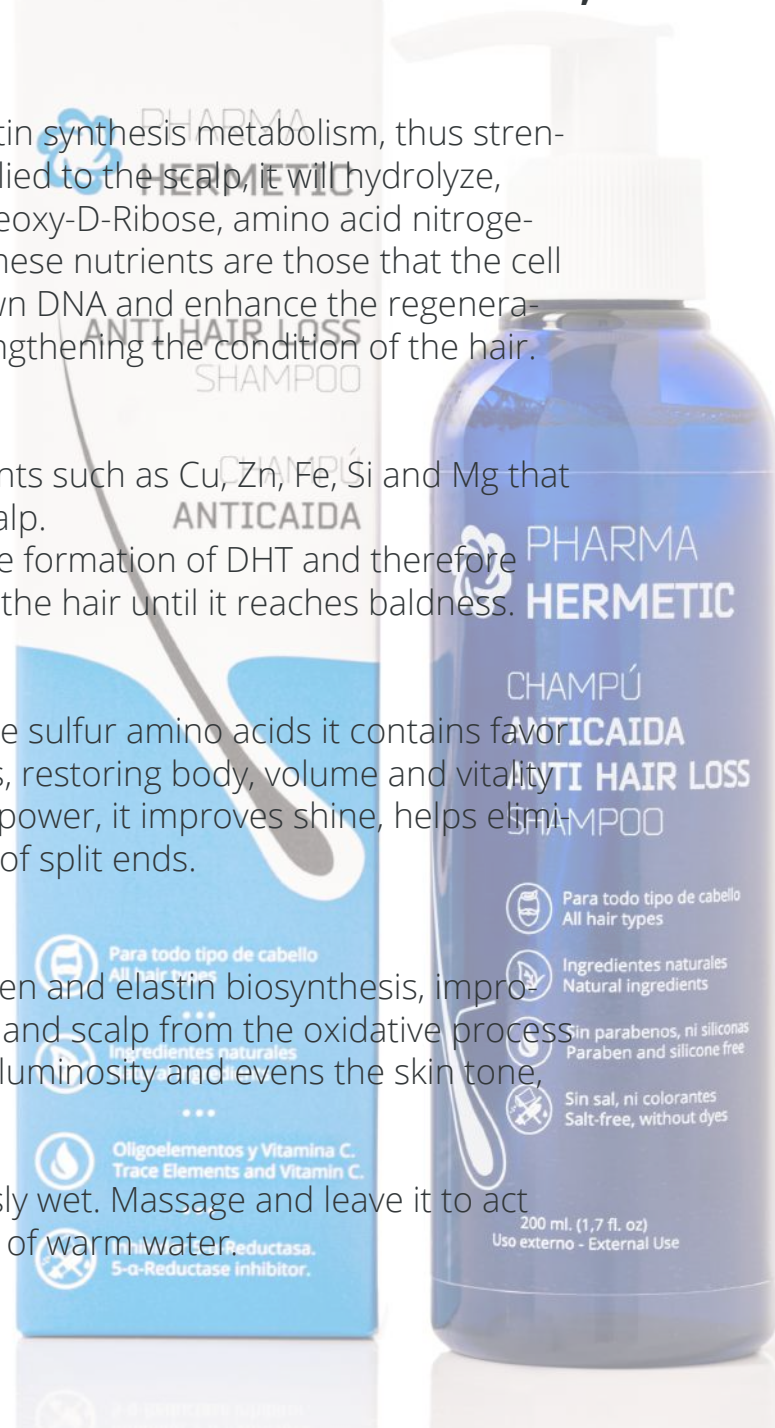 tin synthesis metabolism, thus stren-
lied to the scalp, it will hydrolyze,
eoxy-D-Ribose, amino acid nitroge-
hese nutrients are those that the cell
wn DNA and enhance the regenera-
ngthening the condition of the hair.
nts such as Cu, Zn, Fe, Si and Mg that
alp.
e formation of DHT and therefore
the hair until it reaches baldness.
e sulfur amino acids it contains favor
s, restoring body, volume and vitality
power, it improves shine, helps elimi-
of split ends.
en and elastin biosynthesis, impro-
and scalp from the oxidative process
luminosity and evens the skin tone,
sly wet. Massage and leave it to act
of warm water.
PHARMA
HERMETIC
ANTI HAIR LOSS
SHAMPOO
CHAMPÚ
ANTICAIDA
Para todo tipo de cabello
All hair types
Ingredientes naturales
Natural ingredients
Oligoelementos y Vitamina C.
Trace Elements and Vitamin C.
Reductasa.
5-α-Reductase inhibitor.
PHARMA
HERMETIC
CHAMPÚ
ANTICAIDA
ANTI HAIR LOSS
SHAMPOO
Para todo tipo de cabello
All hair types
Ingredientes naturales
Natural ingredients
Sin parabenos, ni siliconas
Paraben and silicone free
Sin sal, ni colorantes
Salt-free, without dyes
200 ml. (1,7 fl. oz)
Uso externo - External Use